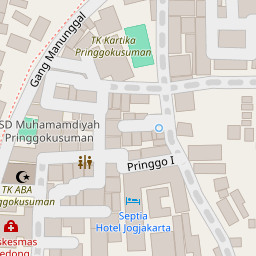 Gang Manunggal
TK Kartika
Pringgokusuman
SD Muhamamdiyah
Pringgokusuman
Pringgo I
TK ABA
Pringgokusuman
Septia
Hotel Jogjakarta